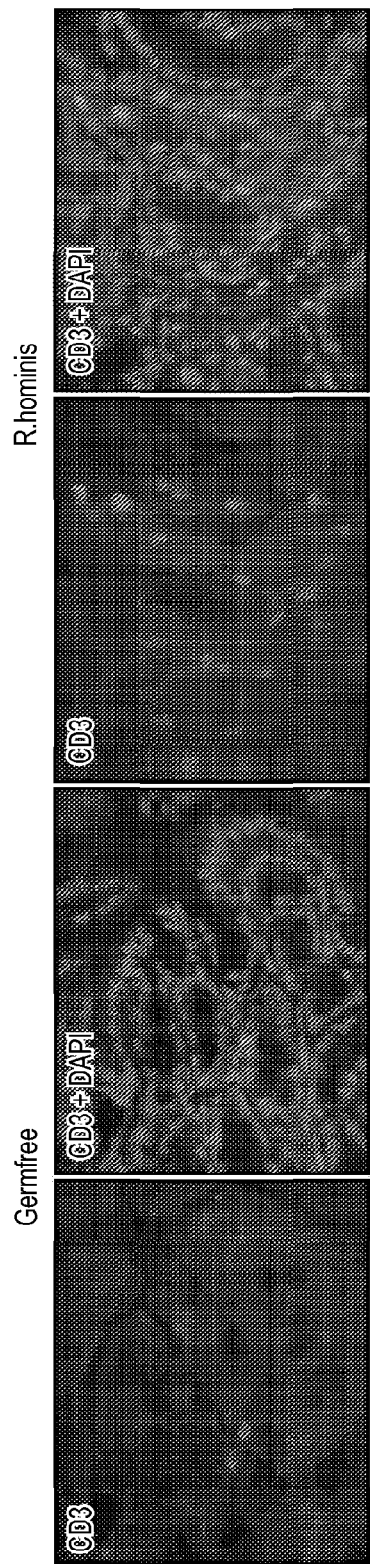 Germfree
R.hominis
CD3
CD3 + DAPI
CD3
CD3 + DAPI